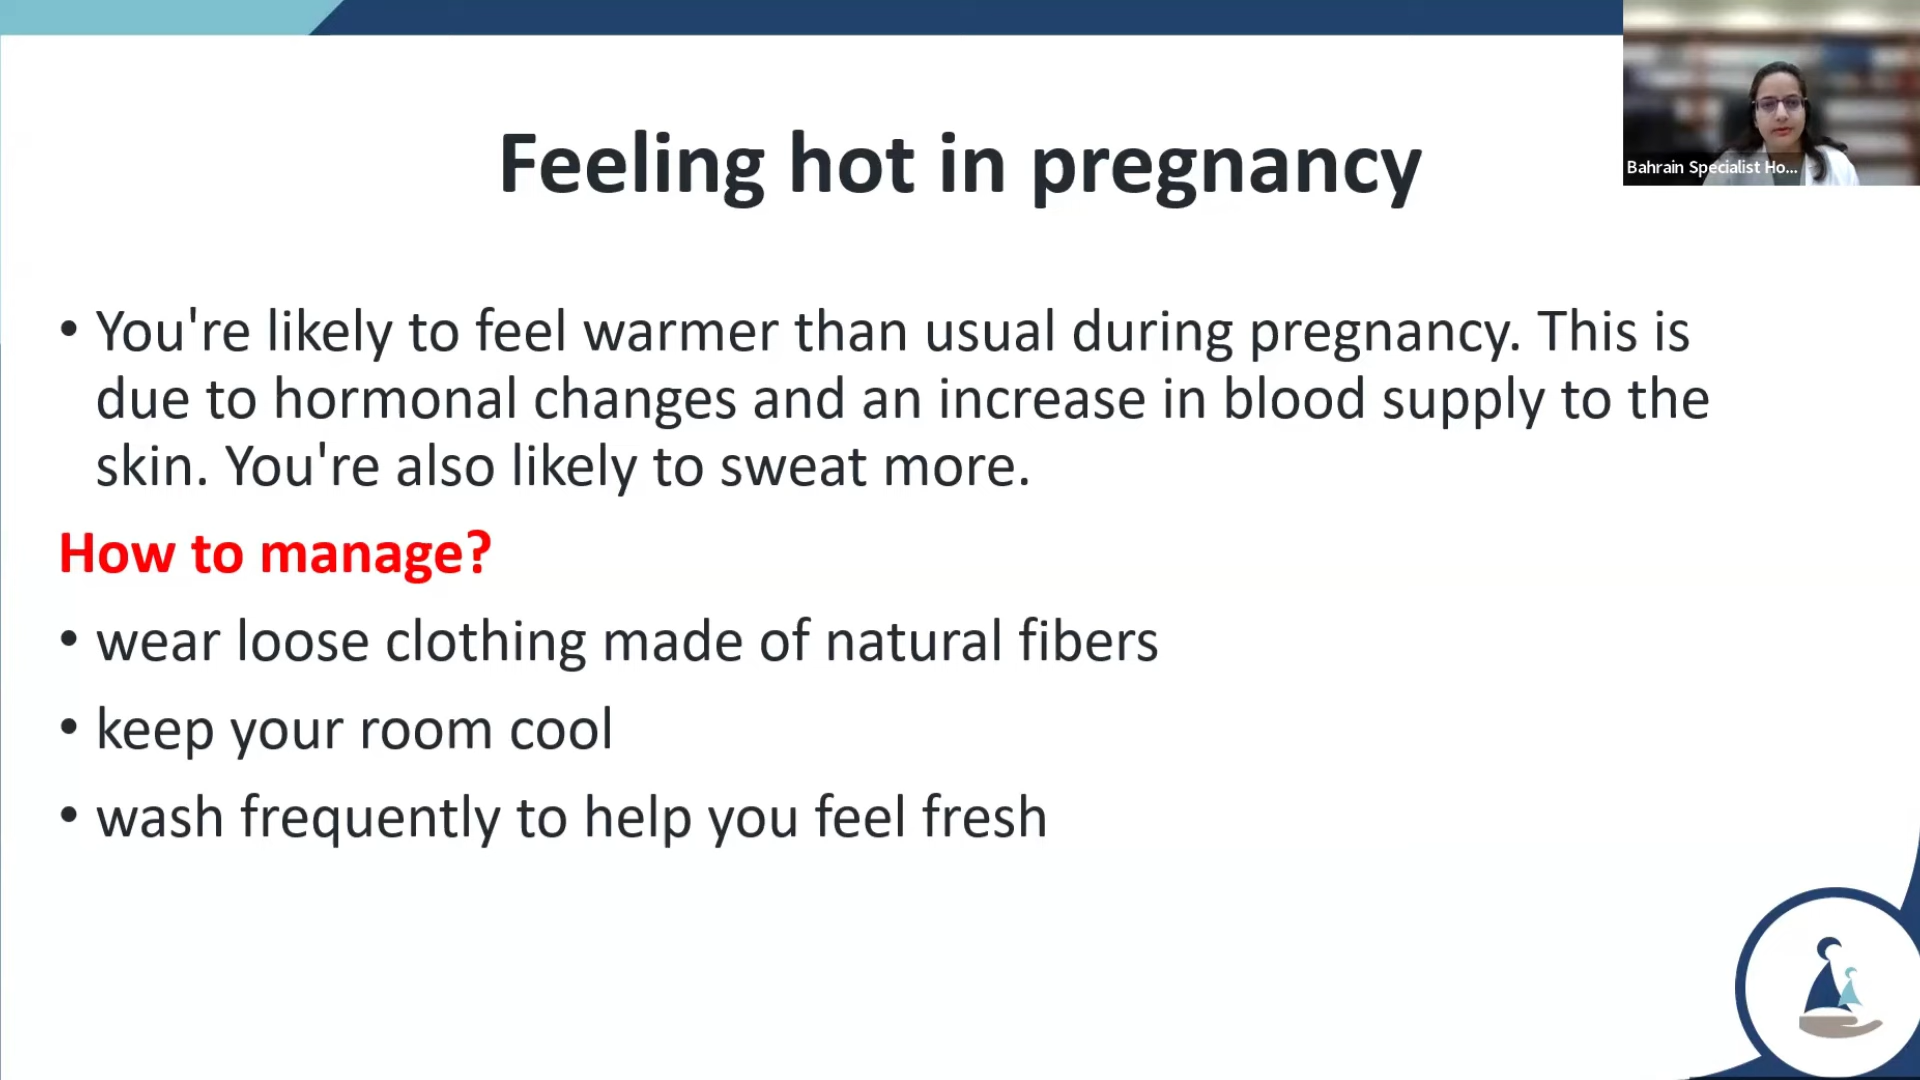 Feeling hot in pregnancy
Bahrain Specialist Ho...
• You're likely to feel warmer than usual during pregnancy. This is
due to hormonal changes and an increase in blood supply to the
skin. You're also likely to sweat more.
How to manage?
• wear loose clothing made of natural fibers
• keep your room cool
• wash frequently to help you feel fresh